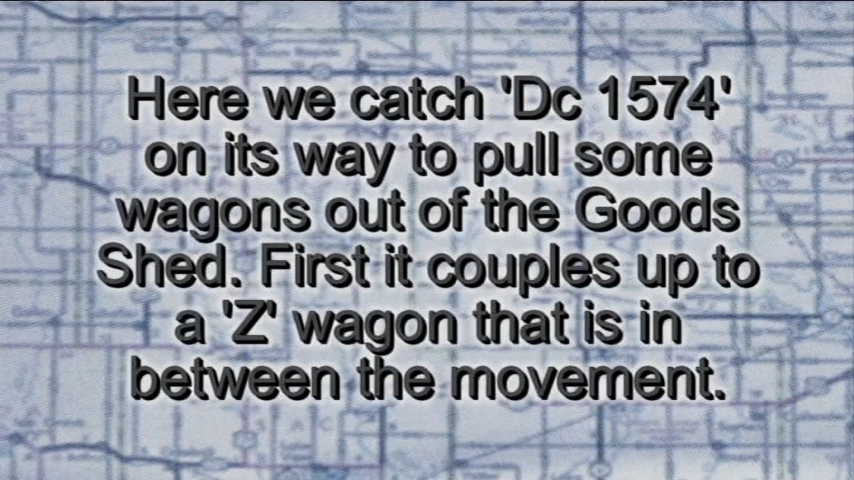 Here we catch 'Dc 1574'
on its way to pull some
wagons out of the Goods
Shed. First it couples up to
a 'Z' wagon that is in
between the movement.